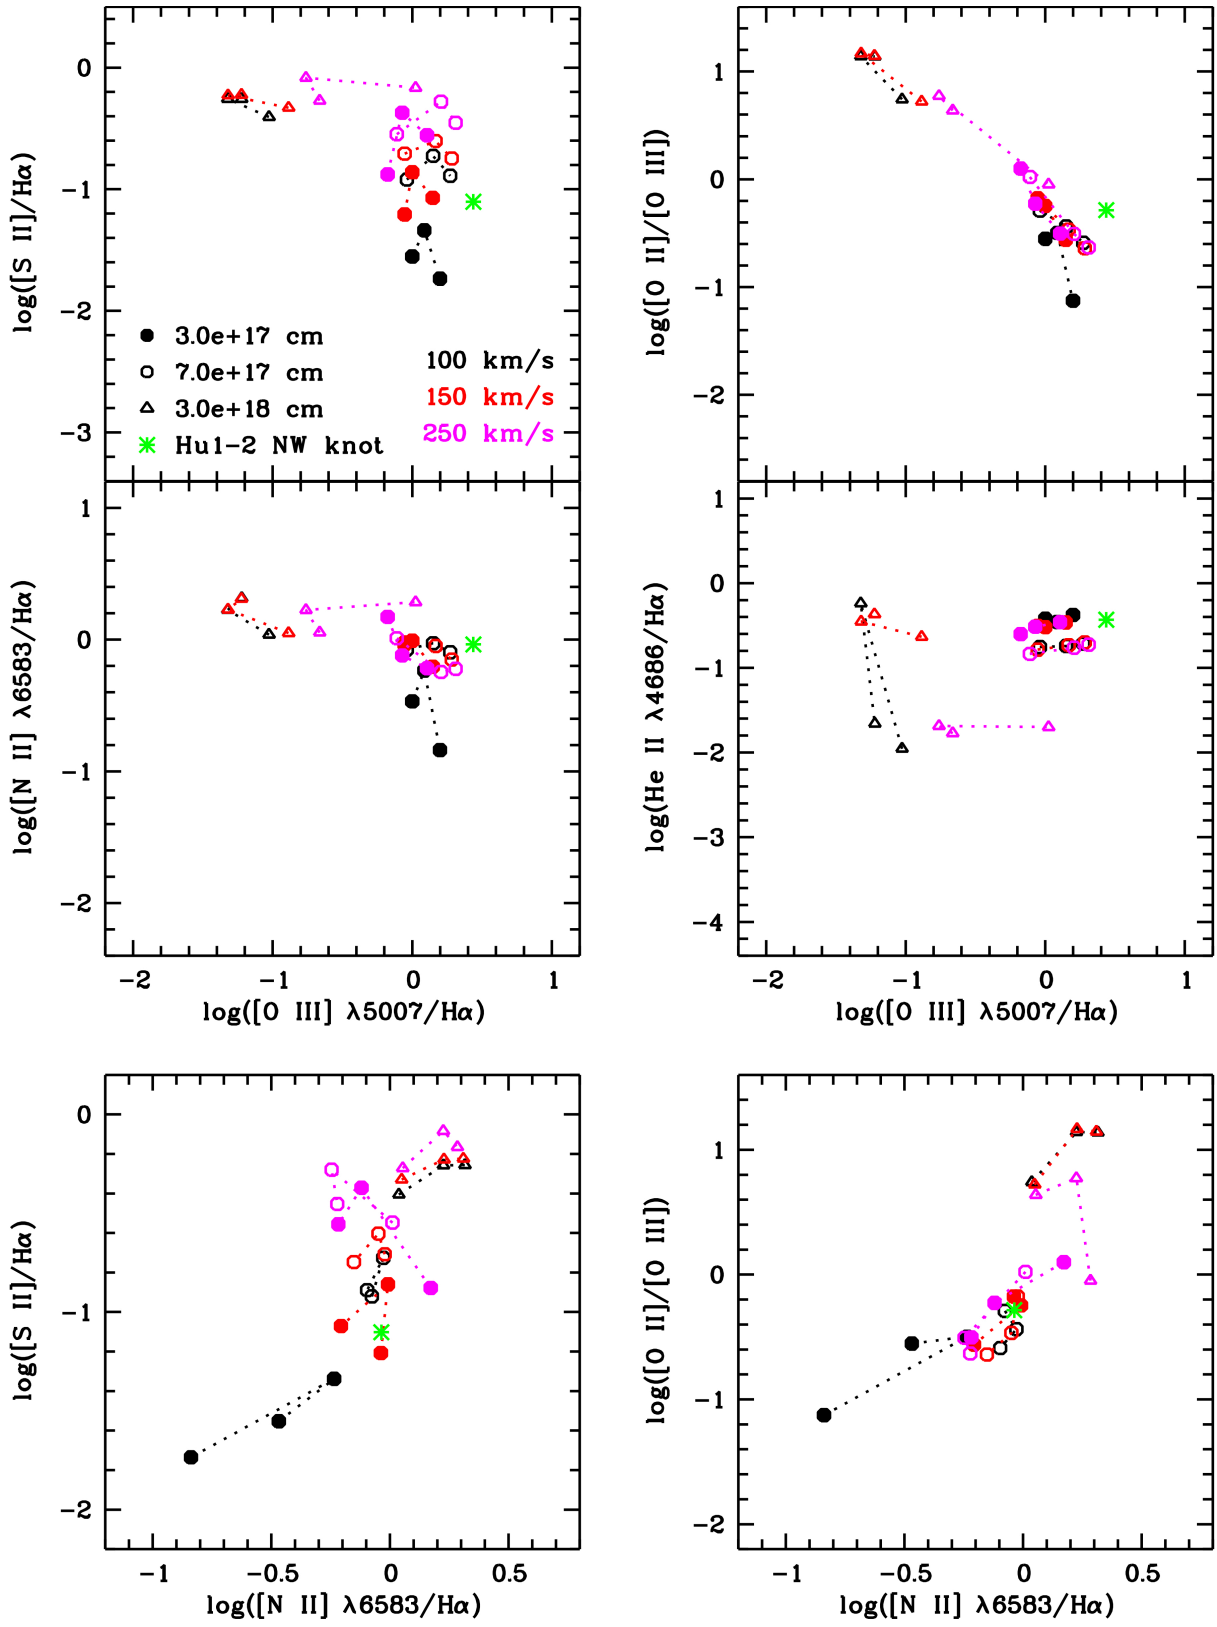 0
−1
−2
−3
log([S II]/Hα)
3.0e+17 cm
7.0e+17 cm
3.0e+18 cm
Hu1−2 NW knot
100 km/s
150 km/s
250 km/s
1
0
−1
−2
log([O II]/[O III])
1
0
−1
−2
log([N II] λ6583/Hα)
−2 −1 0 1
log([O III] λ5007/Hα)
1
0
−1
−2
−3
−4
log(He II λ4686/Hα)
−2 −1 0 1
log([O III] λ5007/Hα)
0
−1
−2
log([S II]/Hα)
−1 −0.5 0 0.5
log([N II] λ6583/Hα)
1
0
−1
−2
log([O II]/[O III])
−1 −0.5 0 0.5
log([N II] λ6583/Hα)